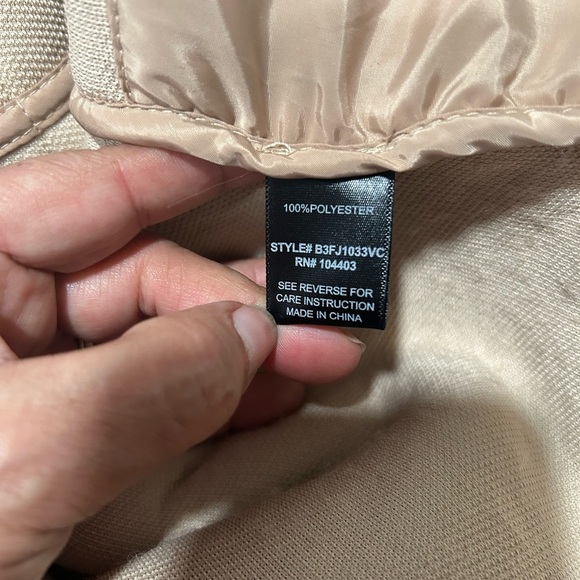 100%POLYESTER
STYLE# B3FJ1033VC
RN# 104403
SEE REVERSE FOR
CARE INSTRUCTION
MADE IN CHINA